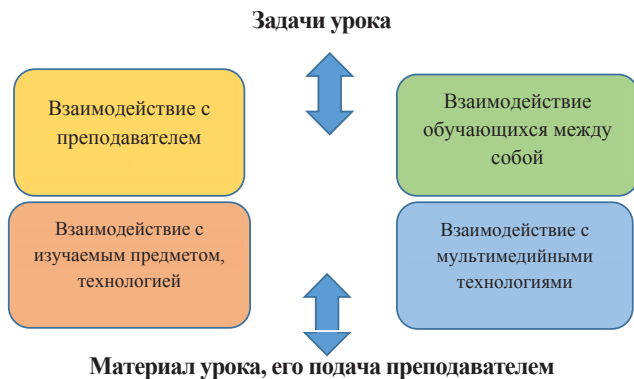 Задачи урока
Взаимодействие с
преподавателем
Взаимодействие
обучающихся между
собой
Взаимодействие с
изучаемым предметом,
технологией
Взаимодействие с
мультимедийными
технологиями
Материал урока, его подача преподавателем